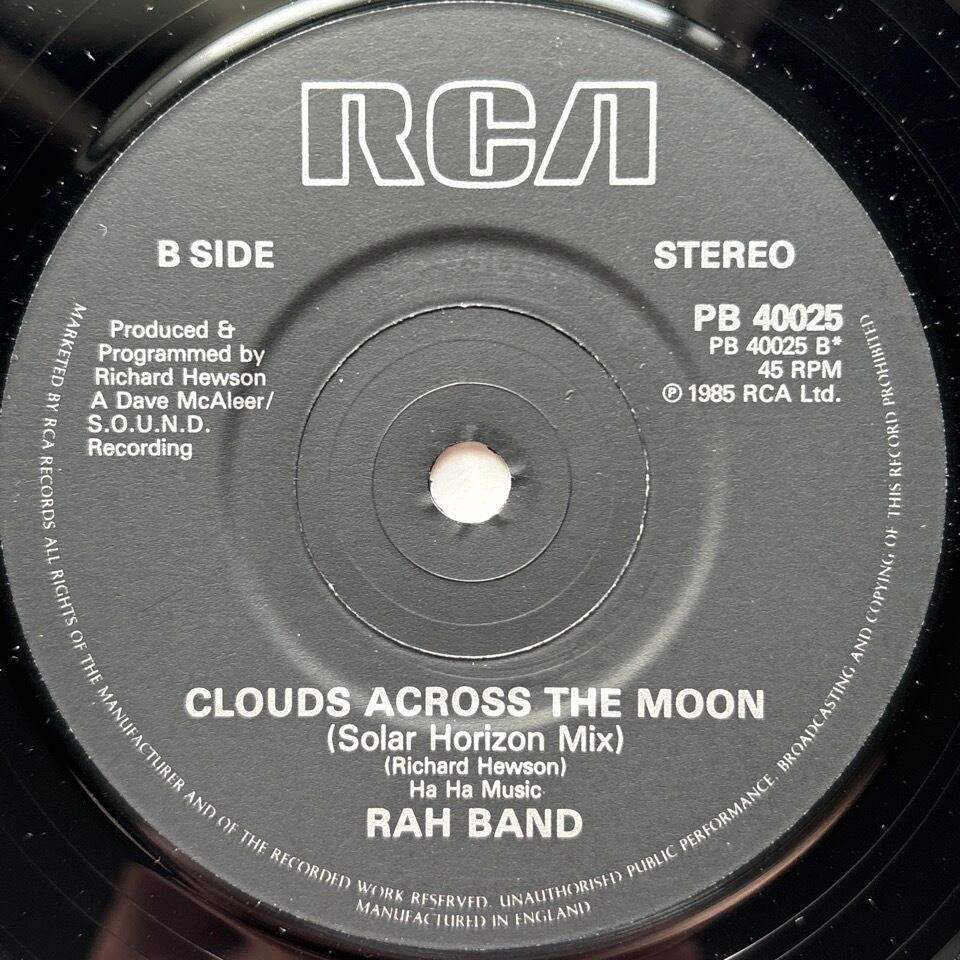 RCA
B SIDE
STEREO
Produced &
Programmed by
Richard Hewson
A Dave McAleer/
S.O.U.N.D.
Recording
PB 40025
PB 40025 B*
45 RPM
℗ 1985 RCA Ltd.
CLOUDS ACROSS THE MOON
(Solar Horizon Mix)
(Richard Hewson)
Ha Ha Music
RAH BAND
MARKETED BY RCA RECORDS ALL RIGHTS OF THE MANUFACTURER AND OF THE RECORDED WORK RESERVED. UNAUTHORISED PUBLIC PERFORMANCE, BROADCASTING AND COPYING OF THIS RECORD PROHIBITED
MANUFACTURED IN ENGLAND